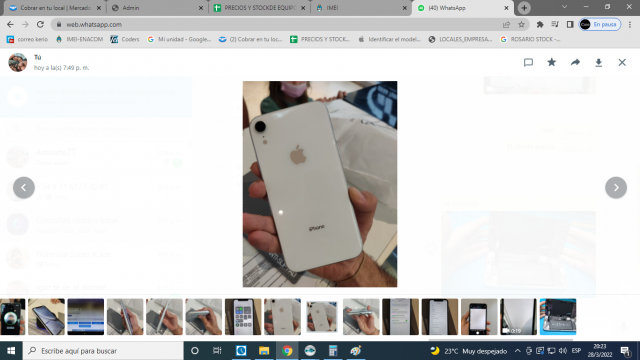 Cobrar en tu local | Mercado
Admin
PRECIOS Y STOCKDE EQUIP
IMEI
(40) WhatsApp
web.whatsapp.com
En pausa
correo kerio
IMEI-ENACOM
Coders
Mi unidad - Google...
(2) Cobrar en tu loc...
PRECIOS Y STOCK...
Identificar el model...
LOCALES_EMPRESA...
ROSARIO STOCK -...
Tú
hoy a la(s) 7:49 p. m.
iPhone
0:19
Escribe aquí para buscar
23°C Muy despejado
ESP
20:23
28/3/2022